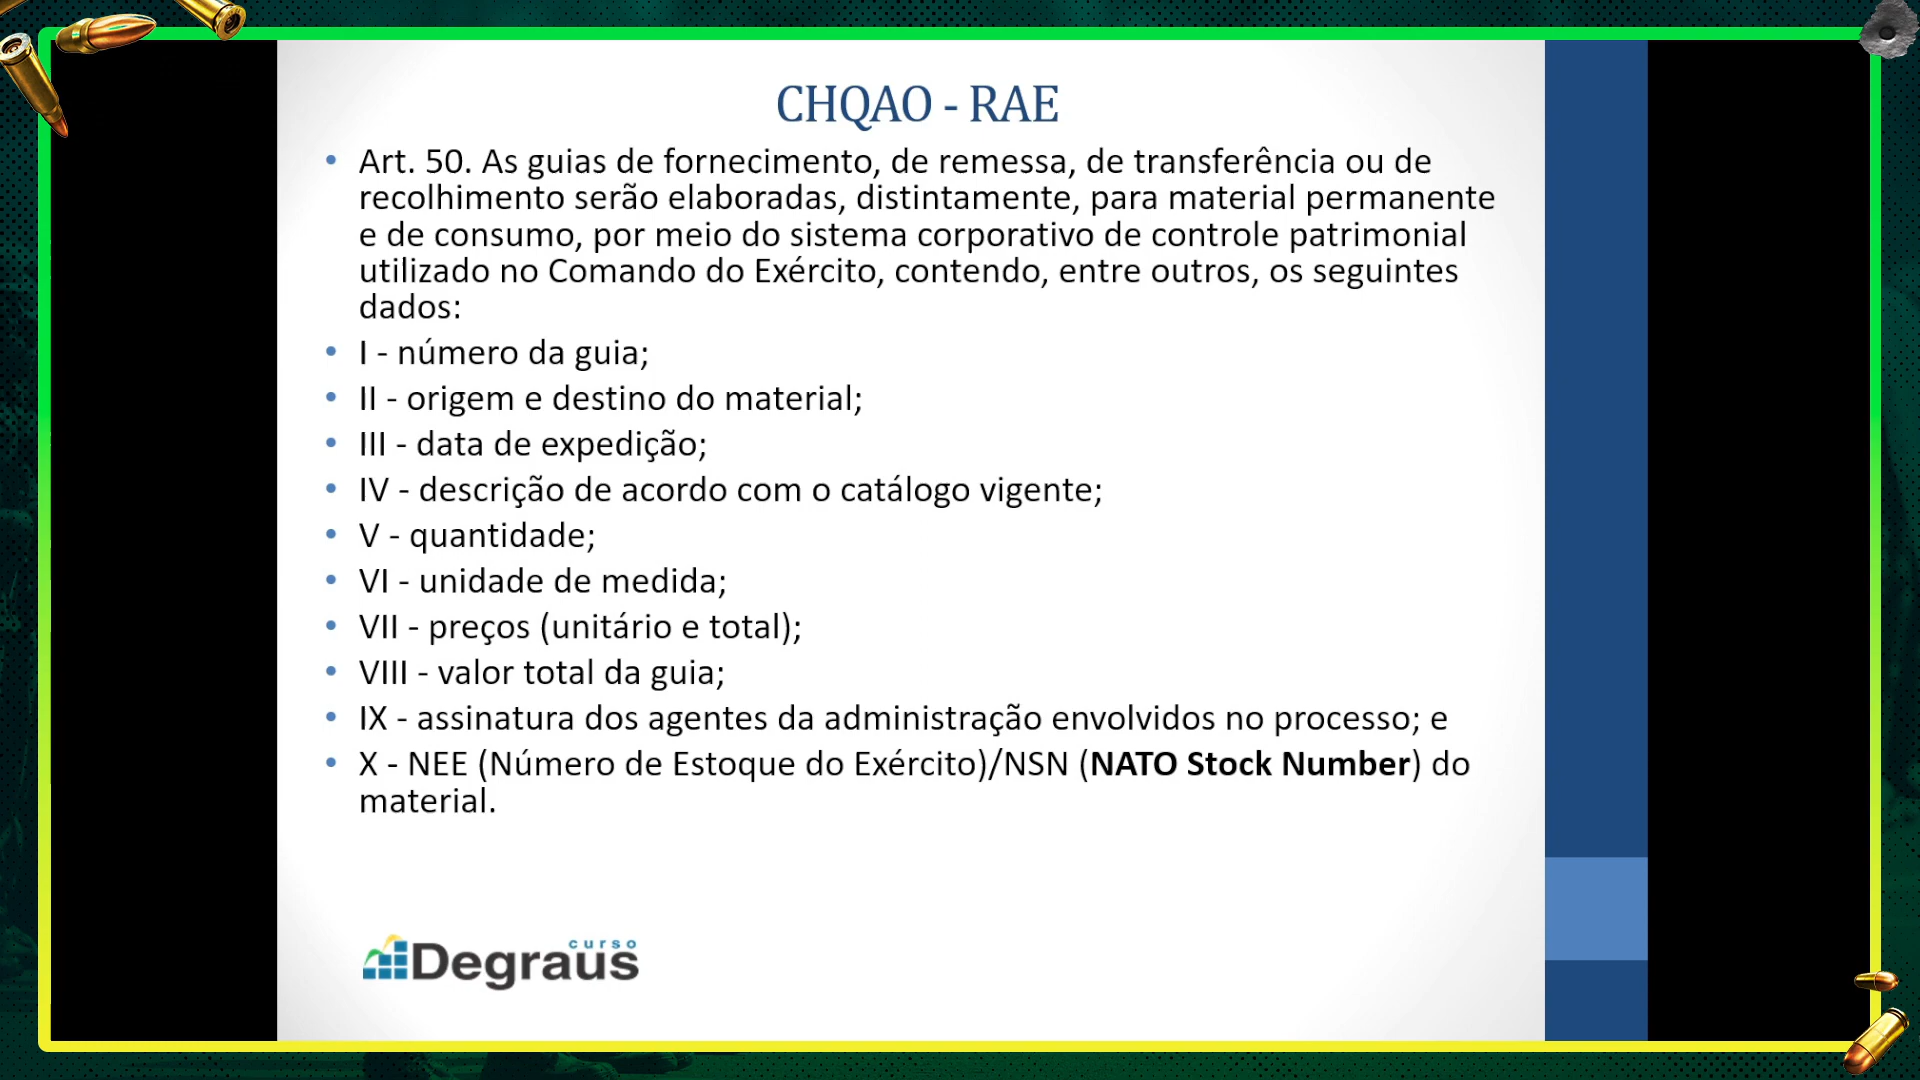 CHQAO - RAE
• Art. 50. As guias de fornecimento, de remessa, de transferência ou de
recolhimento serão elaboradas, distintamente, para material permanente
e de consumo, por meio do sistema corporativo de controle patrimonial
utilizado no Comando do Exército, contendo, entre outros, os seguintes
dados:
• I - número da guia;
• II - origem e destino do material;
• III - data de expedição;
• IV - descrição de acordo com o catálogo vigente;
• V - quantidade;
• VI - unidade de medida;
• VII - preços (unitário e total);
• VIII - valor total da guia;
• IX - assinatura dos agentes da administração envolvidos no processo; e
• X - NEE (Número de Estoque do Exército)/NSN (NATO Stock Number) do
material.
curso
Degraus